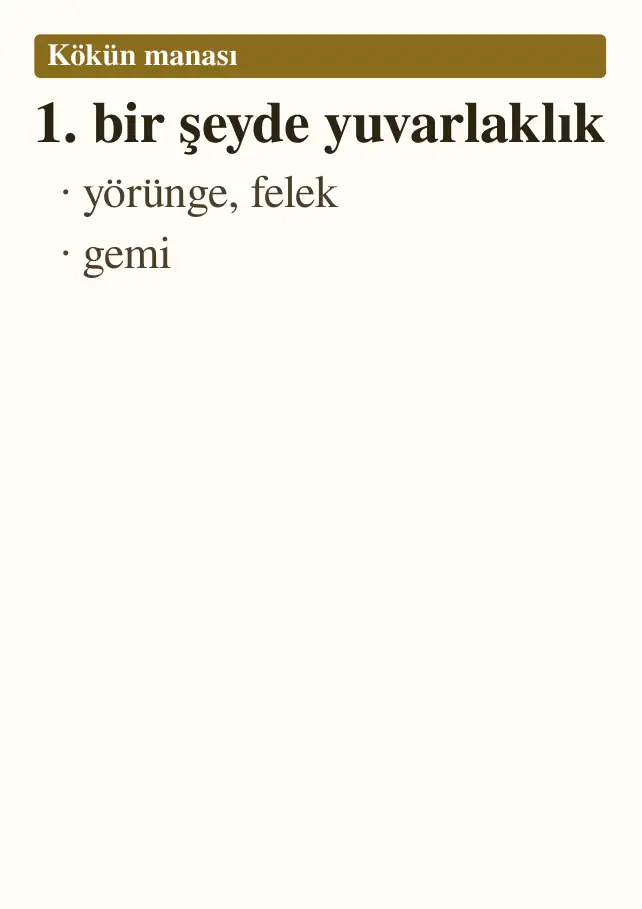 Kökün manası
1. bir şeyde yuvarlaklık
· yörünge, felek
· gemi